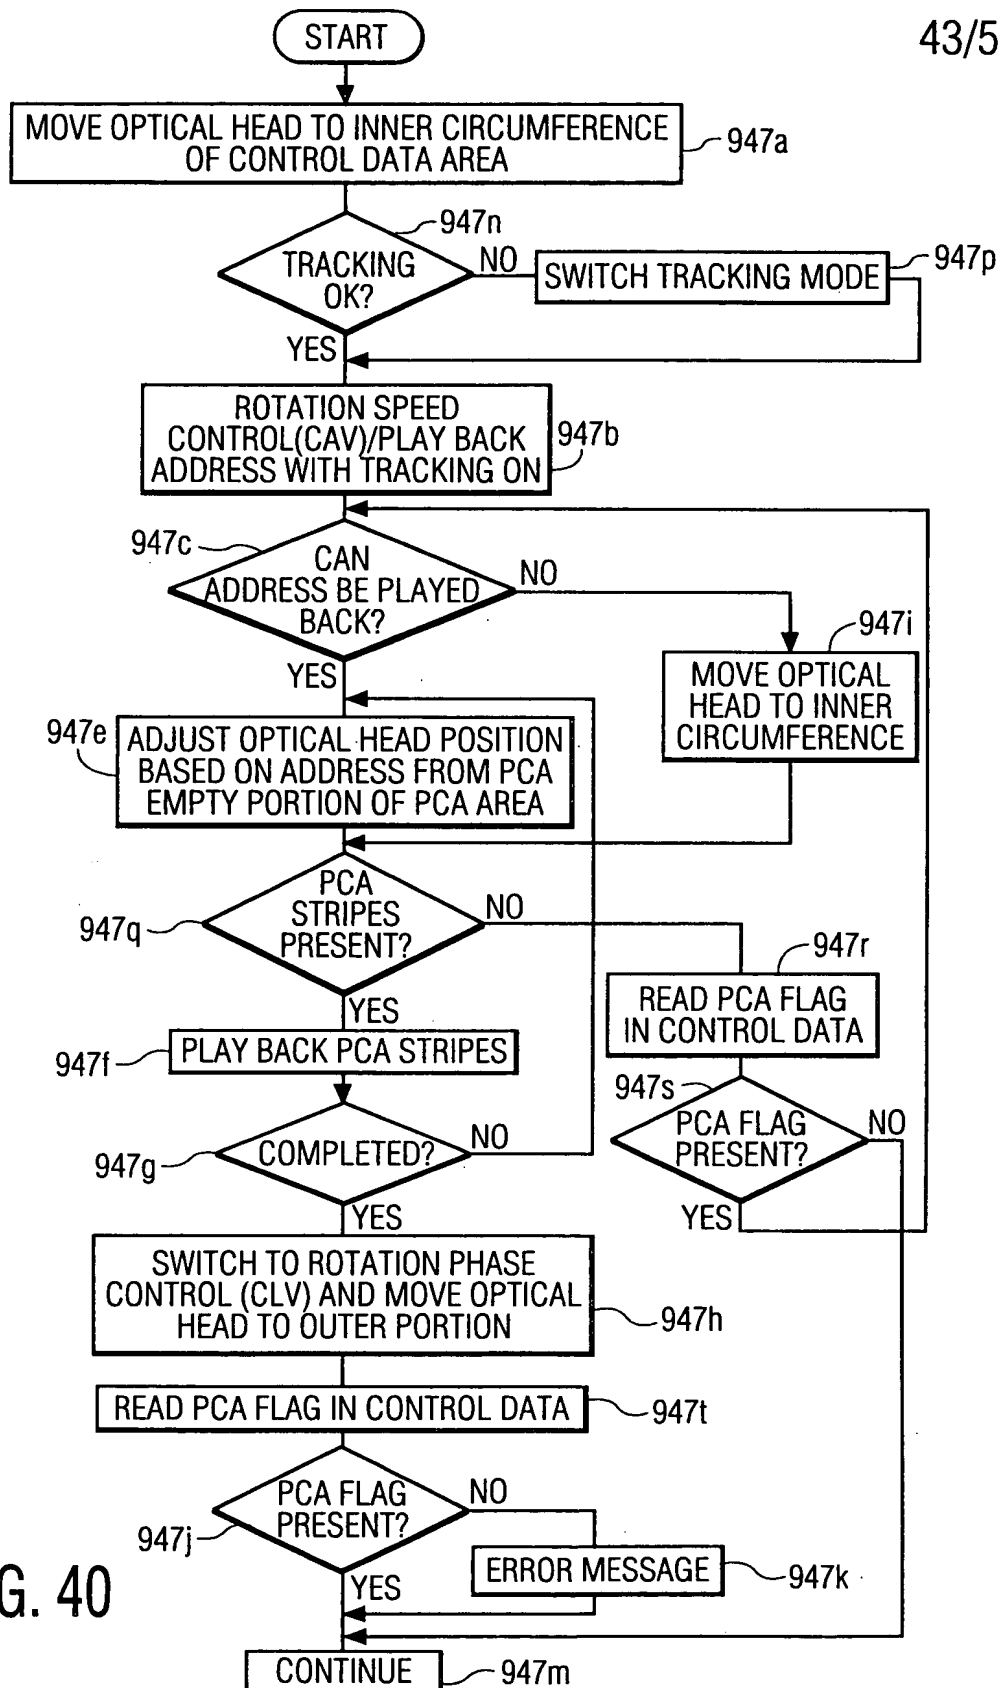 START
43/5
MOVE OPTICAL HEAD TO INNER CIRCUMFERENCE
OF CONTROL DATA AREA
947a
947n
TRACKING
OK?
NO
SWITCH TRACKING MODE
947p
YES
ROTATION SPEED
CONTROL(CAV)/PLAY BACK
ADDRESS WITH TRACKING ON
947b
947c
CAN
ADDRESS BE PLAYED
BACK?
NO
YES
947i
MOVE OPTICAL
HEAD TO INNER
CIRCUMFERENCE
947e
ADJUST OPTICAL HEAD POSITION
BASED ON ADDRESS FROM PCA
EMPTY PORTION OF PCA AREA
947q
PCA
STRIPES
PRESENT?
NO
YES
947r
READ PCA FLAG
IN CONTROL DATA
947f
PLAY BACK PCA STRIPES
947s
PCA FLAG
PRESENT?
NO
YES
947g
COMPLETED?
NO
YES
SWITCH TO ROTATION PHASE
CONTROL (CLV) AND MOVE OPTICAL
HEAD TO OUTER PORTION
947h
READ PCA FLAG IN CONTROL DATA
947t
947j
PCA FLAG
PRESENT?
NO
YES
ERROR MESSAGE
947k
G. 40
CONTINUE
947m